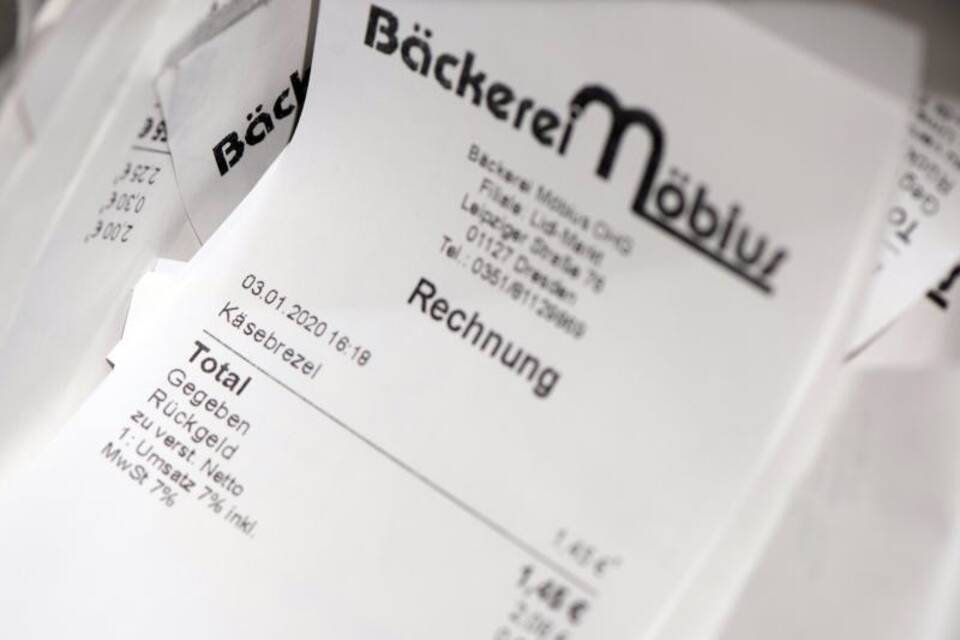 Bäckerei Möbius
Bäckerei Möbius OHG
Filiale: Lidl-Markt
Leipziger Straße 76
01127 Dresden
Tel.: 0351/81129869
Rechnung
03.01.2020 16:18
Käsebrezel
1,45 €
Total
1,45 €
Gegeben
Rückgeld
zu verst. Netto
1: Umsatz 7% inkl.
MwSt 7%
Bäck
2,25 €
0,30 €
2,00 €